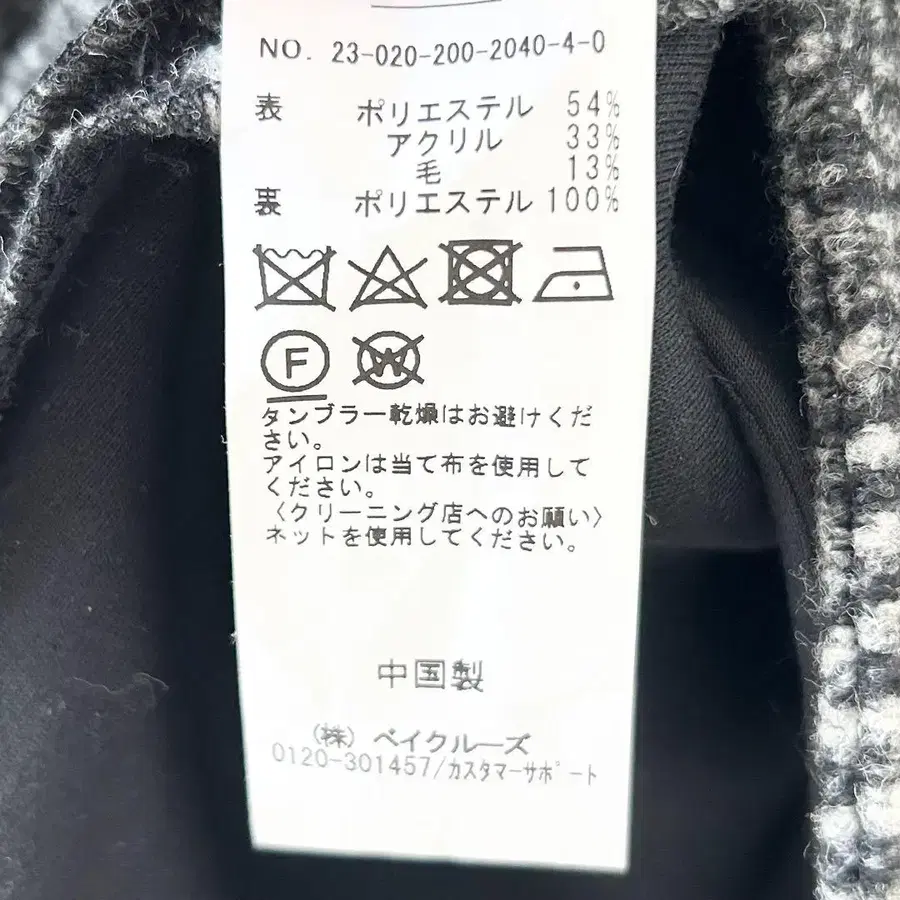 NO. 23-020-200-2040-4-0
表 ポリエステル 54%
アクリル 33%
毛 13%
裏 ポリエステル 100%
F W
タンブラー乾燥はお避けくだ
さい。
アイロンは当て布を使用して
ください。
〈クリーニング店へのお願い〉
ネットを使用してください。
中国製
(株) ベイクルーズ
0120-301457/カスタマーサポート